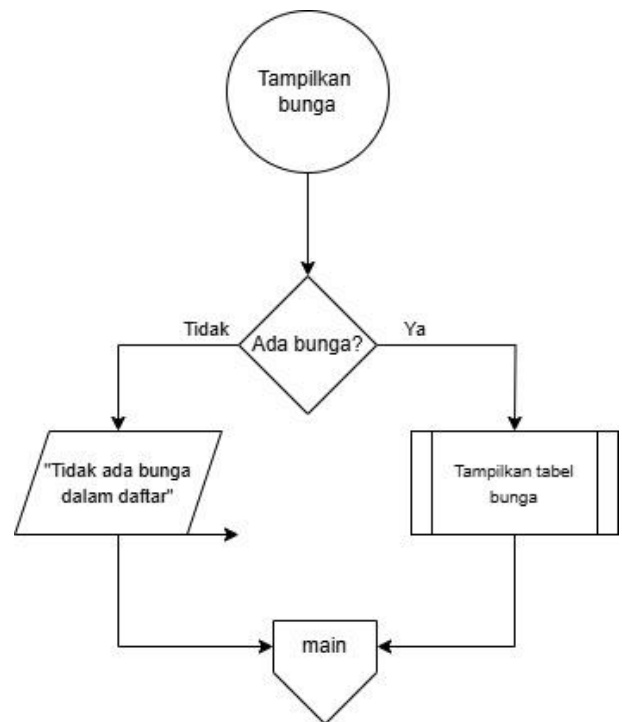 Tampilkan
bunga
Tidak
Ada bunga?
Ya
"Tidak ada bunga
dalam daftar"
Tampilkan tabel
bunga
main